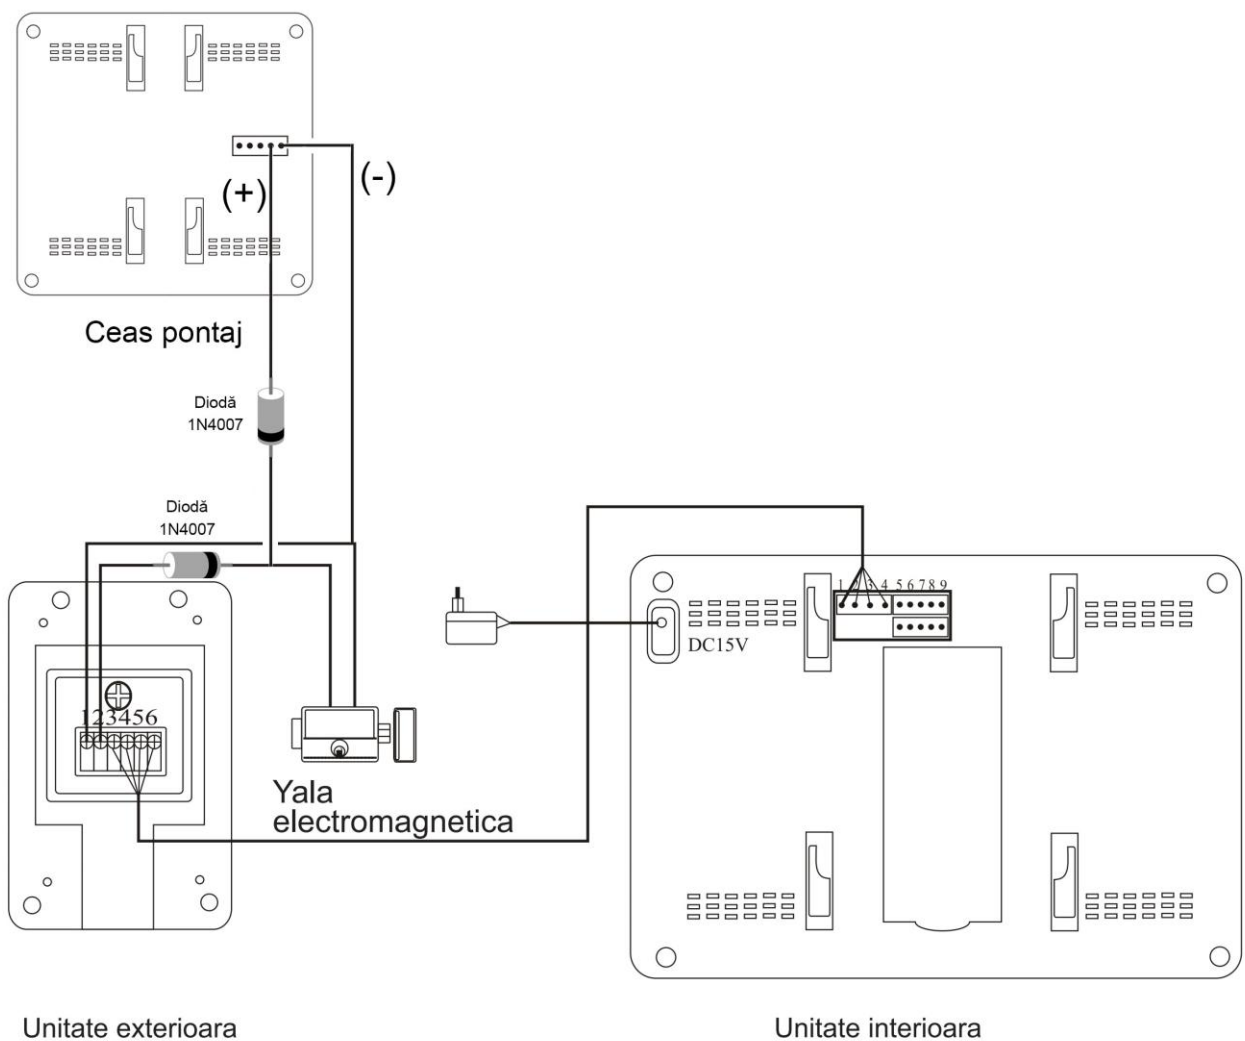 (+)
(-)
Ceas pontaj
Diodă
1N4007
Diodă
1N4007
1 2 3 4 5 6 7 8 9
DC15V
123456
Yala
electromagnetica
Unitate exterioara
Unitate interioara